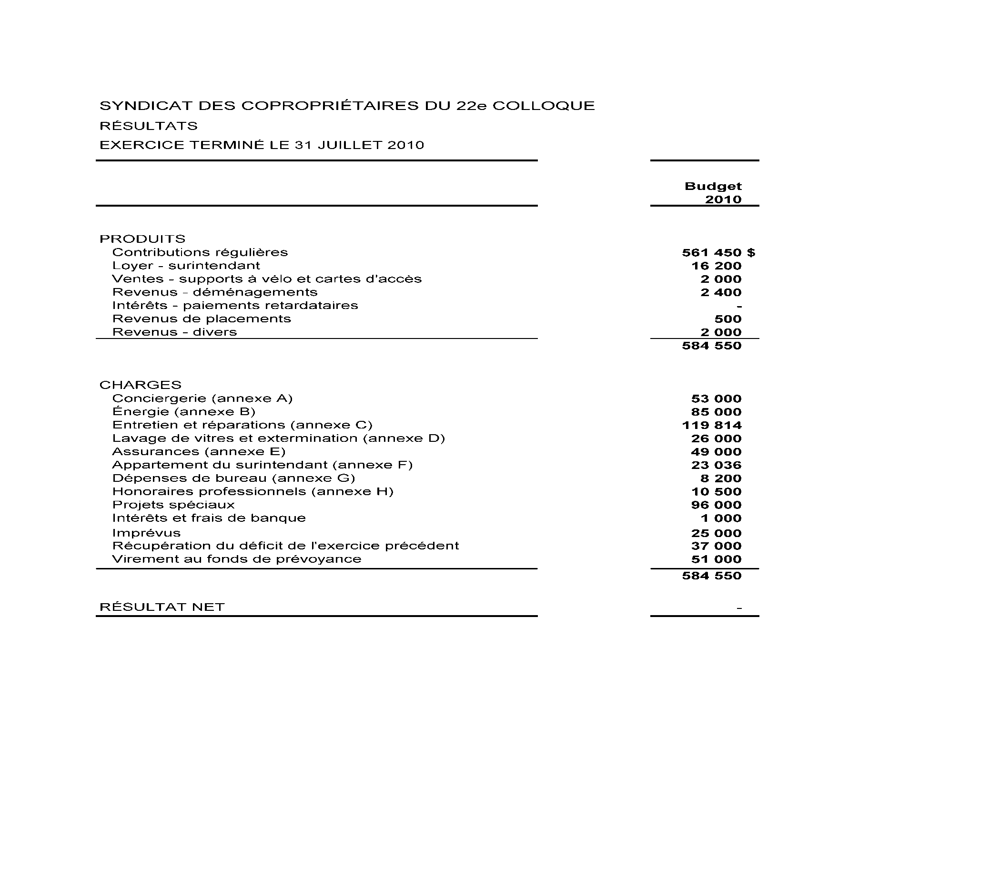 SYNDICAT DES COPROPRIÉTAIRES DU 22e COLLOQUE
RÉSULTATS
EXERCICE TERMINÉ LE 31 JUILLET 2010
Budget
2010
PRODUITS
Contributions régulières 561 450 $
Loyer - surintendant 16 200
Ventes - supports à vélo et cartes d'accès 2 000
Revenus - déménagements 2 400
Intérêts - paiements retardataires -
Revenus de placements 500
Revenus - divers 2 000
584 550
CHARGES
Conciergerie (annexe A) 53 000
Énergie (annexe B) 85 000
Entretien et réparations (annexe C) 119 814
Lavage de vitres et extermination (annexe D) 26 000
Assurances (annexe E) 49 000
Appartement du surintendant (annexe F) 23 036
Dépenses de bureau (annexe G) 8 200
Honoraires professionnels (annexe H) 10 500
Projets spéciaux 96 000
Intérêts et frais de banque 1 000
Imprévus 25 000
Récupération du déficit de l'exercice précédent 37 000
Virement au fonds de prévoyance 51 000
584 550
RÉSULTAT NET -